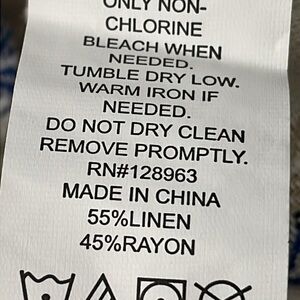 ONLY NON-
CHLORINE
BLEACH WHEN
NEEDED.
TUMBLE DRY LOW.
WARM IRON IF
NEEDED.
DO NOT DRY CLEAN
REMOVE PROMPTLY.
RN#128963
MADE IN CHINA
55%LINEN
45%RAYON